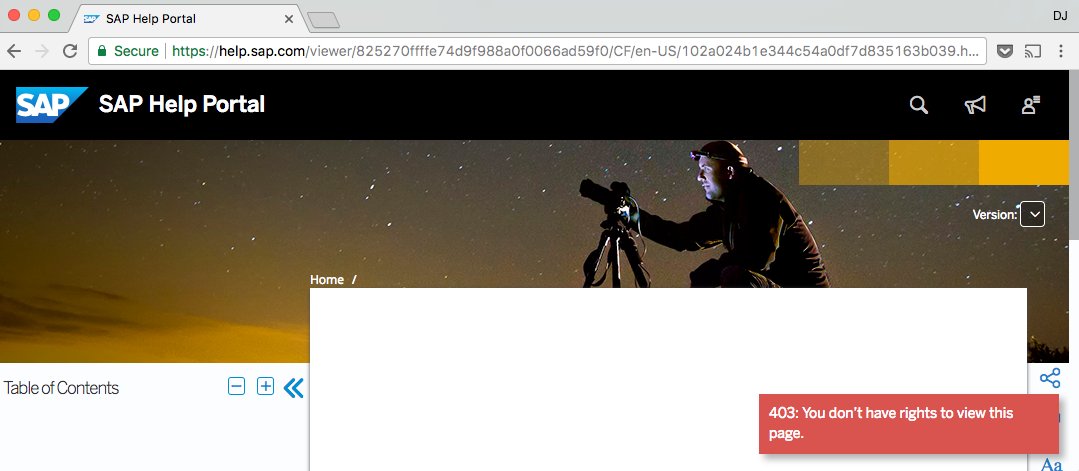 SAP Help Portal
DJ
Secure https://help.sap.com/viewer/825270ffffe74d9f988a0f0066ad59f0/CF/en-US/102a024b1e344c54a0df7d835163b039.h...
SAP SAP Help Portal
Version:
Home /
Table of Contents
403: You don't have rights to view this
page.
Aa